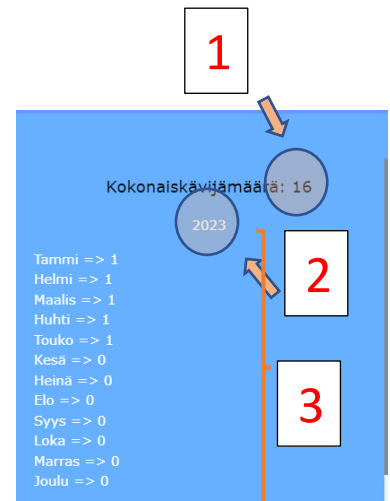 1
Kokonaiskävijämäärä: 16
2023
Tammi => 1
Helmi => 1
2
Maalis => 1
Huhti => 1
Touko => 1
Kesä => 0
Heinä => 0
Elo => 0
3
Syys => 0
Loka => 0
Marras => 0
Joulu => 0